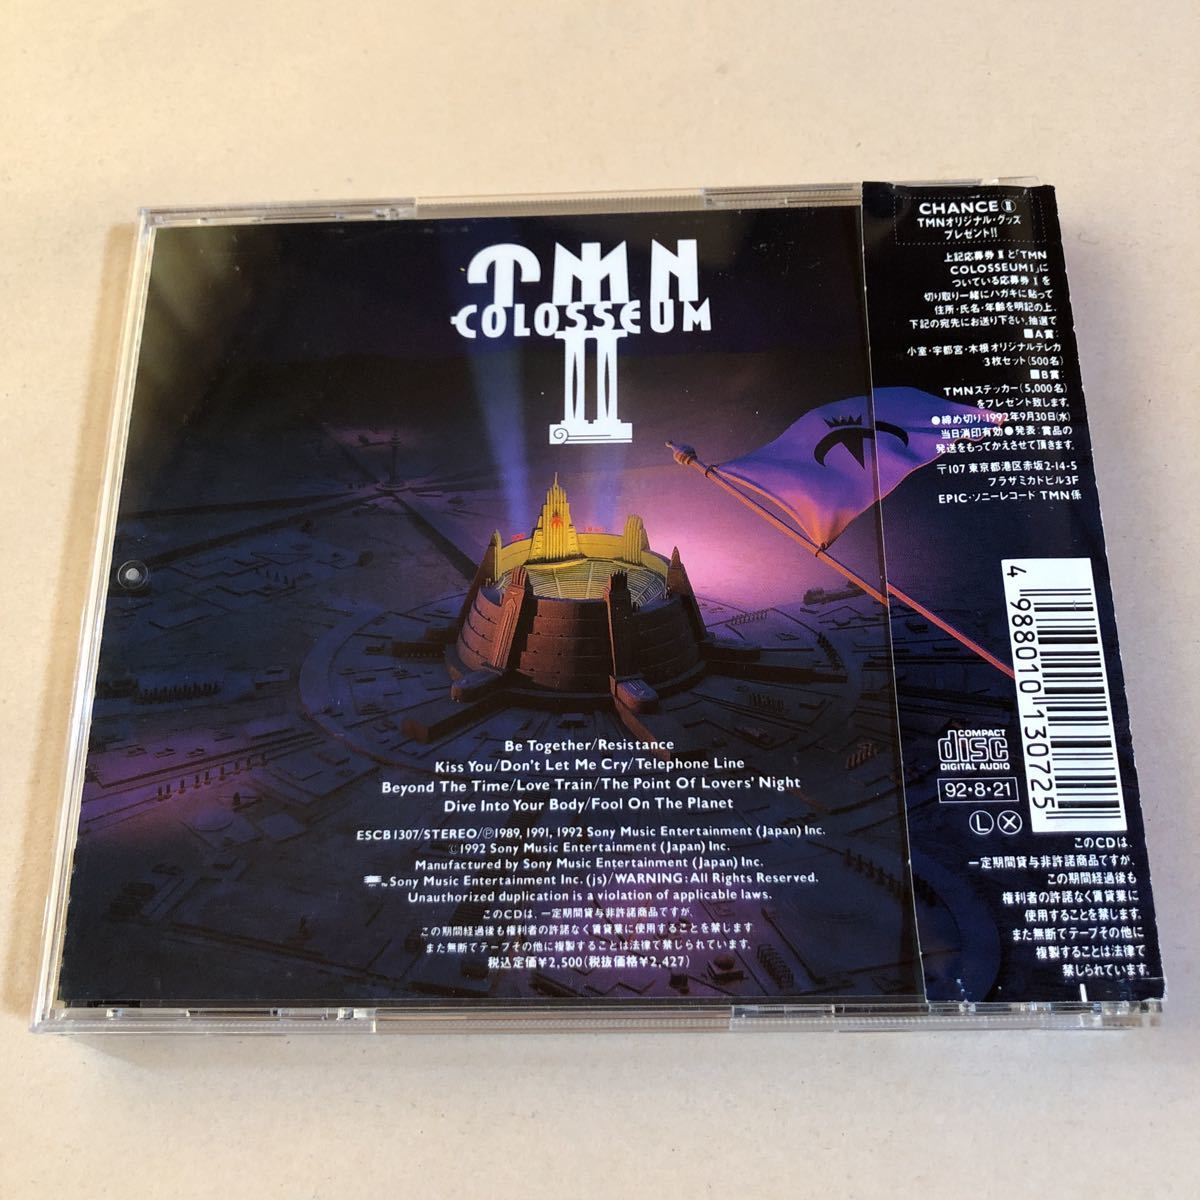 TMN
COLOSSEUM
II
Be Together/Resistance
Kiss You/Don't Let Me Cry/Telephone Line
Beyond The Time/Love Train/The Point Of Lovers' Night
Dive Into Your Body/Fool On The Planet
ESCB1307/STEREO/Ⓟ1989, 1991, 1992 Sony Music Entertainment (Japan) Inc.
Ⓒ1992 Sony Music Entertainment (Japan) Inc.
Manufactured by Sony Music Entertainment (Japan) Inc.
Sony Music Entertainment Inc. (js)/WARNING: All Rights Reserved.
Unauthorized duplication is a violation of applicable laws.
このCDは、一定期間貸与非許諾商品ですが、
この期間経過後も権利者の許諾なく賃貸業に使用することを禁じます。
また無断でテープその他に複製することは法律で禁じられています。
税込定価¥2,500(税抜価格¥2,427)
CHANCE Ⅱ
TMNオリジナル・グッズ
プレゼント!!
上記応募券Ⅱと「TMN
COLOSSEUM I」に
ついている応募券Ⅰを
切り取り一緒にハガキに貼って
住所・氏名・年齢を明記の上、
下記の宛先にお送り下さい。抽選で
■A賞:
小室・宇都宮・木根オリジナルテレカ
3枚セット(500名)
■B賞:
TMNステッカー(5,000名)
をプレゼント致します。
●締め切り:1992年9月30日(水)
当日消印有効●発表:賞品の
発送をもってかえさせて頂きます。
〒107 東京都港区赤坂2-14-5
プラザミカドビル3F
EPIC・ソニーレコード TMN係
4 988010 130725
COMPACT
disc
DIGITAL AUDIO
92・8・21
Ⓛ Ⓧ
このCDは、
一定期間貸与非許諾商品ですが、
この期間経過後も
権利者の許諾なく賃貸業に
使用することを禁じます。
また無断でテープその他に
複製することは法律で
禁じられています。